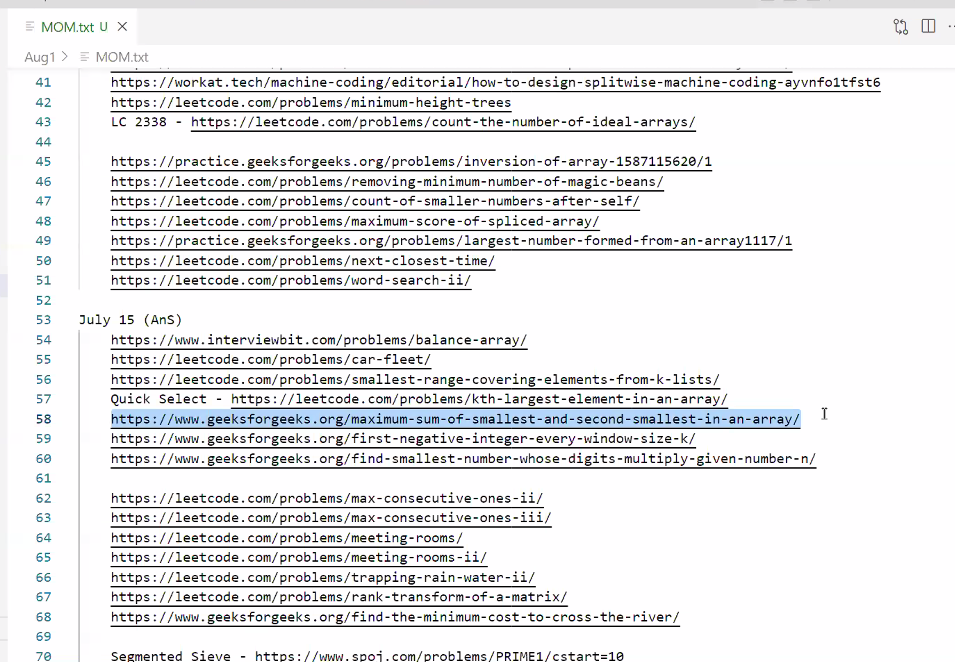 MOM.txt U
Aug1 > MOM.txt
41 https://workat.tech/machine-coding/editorial/how-to-design-splitwise-machine-coding-ayvnfo1tfst6
42 https://leetcode.com/problems/minimum-height-trees
43 LC 2338 - https://leetcode.com/problems/count-the-number-of-ideal-arrays/
44
45 https://practice.geeksforgeeks.org/problems/inversion-of-array-1587115620/1
46 https://leetcode.com/problems/removing-minimum-number-of-magic-beans/
47 https://leetcode.com/problems/count-of-smaller-numbers-after-self/
48 https://leetcode.com/problems/maximum-score-of-spliced-array/
49 https://practice.geeksforgeeks.org/problems/largest-number-formed-from-an-array1117/1
50 https://leetcode.com/problems/next-closest-time/
51 https://leetcode.com/problems/word-search-ii/
52
53 July 15 (AnS)
54 https://www.interviewbit.com/problems/balance-array/
55 https://leetcode.com/problems/car-fleet/
56 https://leetcode.com/problems/smallest-range-covering-elements-from-k-lists/
57 Quick Select - https://leetcode.com/problems/kth-largest-element-in-an-array/
58 https://www.geeksforgeeks.org/maximum-sum-of-smallest-and-second-smallest-in-an-array/
59 https://www.geeksforgeeks.org/first-negative-integer-every-window-size-k/
60 https://www.geeksforgeeks.org/find-smallest-number-whose-digits-multiply-given-number-n/
61
62 https://leetcode.com/problems/max-consecutive-ones-ii/
63 https://leetcode.com/problems/max-consecutive-ones-iii/
64 https://leetcode.com/problems/meeting-rooms/
65 https://leetcode.com/problems/meeting-rooms-ii/
66 https://leetcode.com/problems/trapping-rain-water-ii/
67 https://leetcode.com/problems/rank-transform-of-a-matrix/
68 https://www.geeksforgeeks.org/find-the-minimum-cost-to-cross-the-river/
69
70 Segmented Sieve - https://www.spoj.com/problems/PRIME1/cstart=10